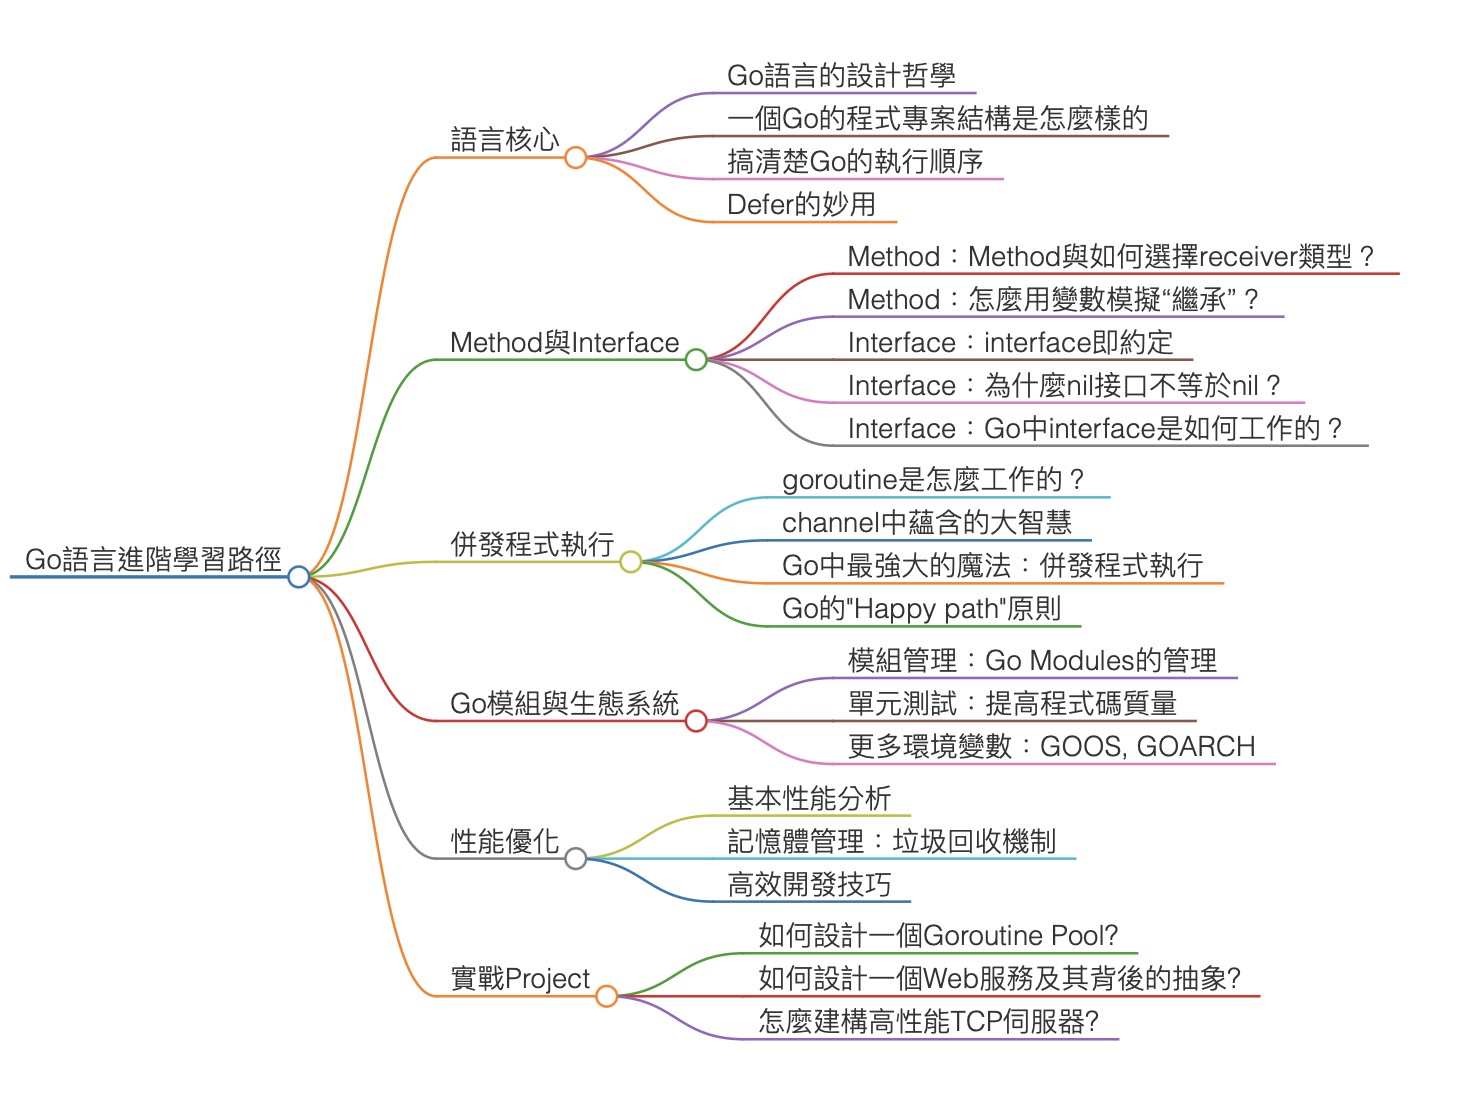 Go語言進階學習路徑
語言核心
Go語言的設計哲學
一個Go的程式專案結構是怎麼樣的
搞清楚Go的執行順序
Defer的妙用
Method與Interface
Method：Method與如何選擇receiver類型？
Method：怎麼用變數模擬“繼承”？
Interface：interface即約定
Interface：為什麼nil接口不等於nil？
Interface：Go中interface是如何工作的？
併發程式執行
goroutine是怎麼工作的？
channel中蘊含的大智慧
Go中最強大的魔法：併發程式執行
Go的"Happy path"原則
Go模組與生態系統
模組管理：Go Modules的管理
單元測試：提高程式碼質量
更多環境變數：GOOS, GOARCH
性能優化
基本性能分析
記憶體管理：垃圾回收機制
高效開發技巧
實戰Project
如何設計一個Goroutine Pool?
如何設計一個Web服務及其背後的抽象?
怎麼建構高性能TCP伺服器?